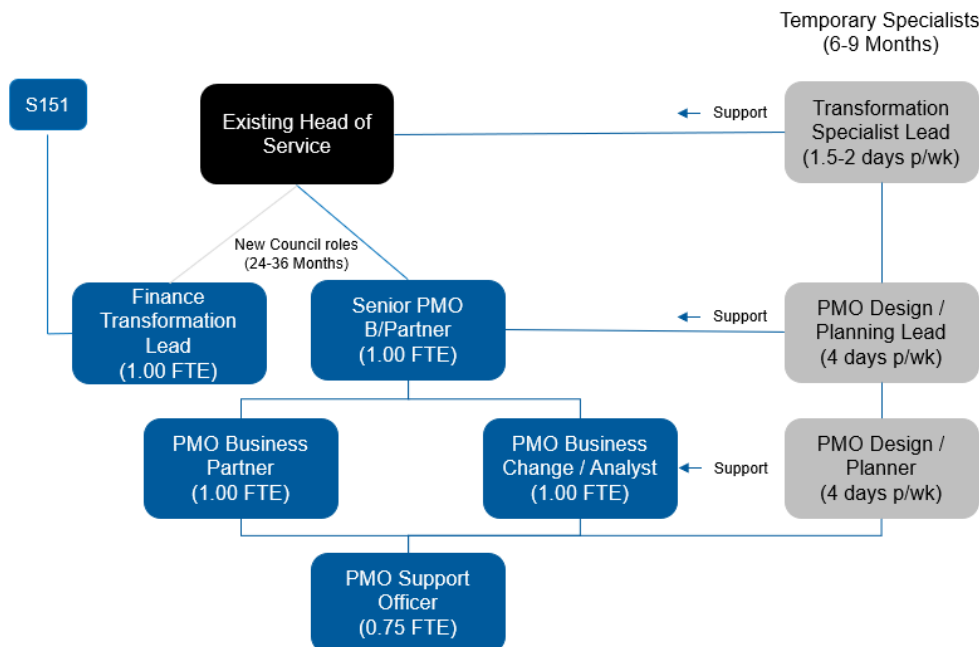 Temporary Specialists
(6-9 Months)
S151
Existing Head of
Service
Support
Transformation
Specialist Lead
(1.5-2 days p/wk)
New Council roles
(24-36 Months)
Finance
Transformation
Lead
(1.00 FTE)
Senior PMO
B/Partner
(1.00 FTE)
Support
PMO Design /
Planning Lead
(4 days p/wk)
PMO Business
Partner
(1.00 FTE)
PMO Business
Change / Analyst
(1.00 FTE)
Support
PMO Design /
Planner
(4 days p/wk)
PMO Support
Officer
(0.75 FTE)